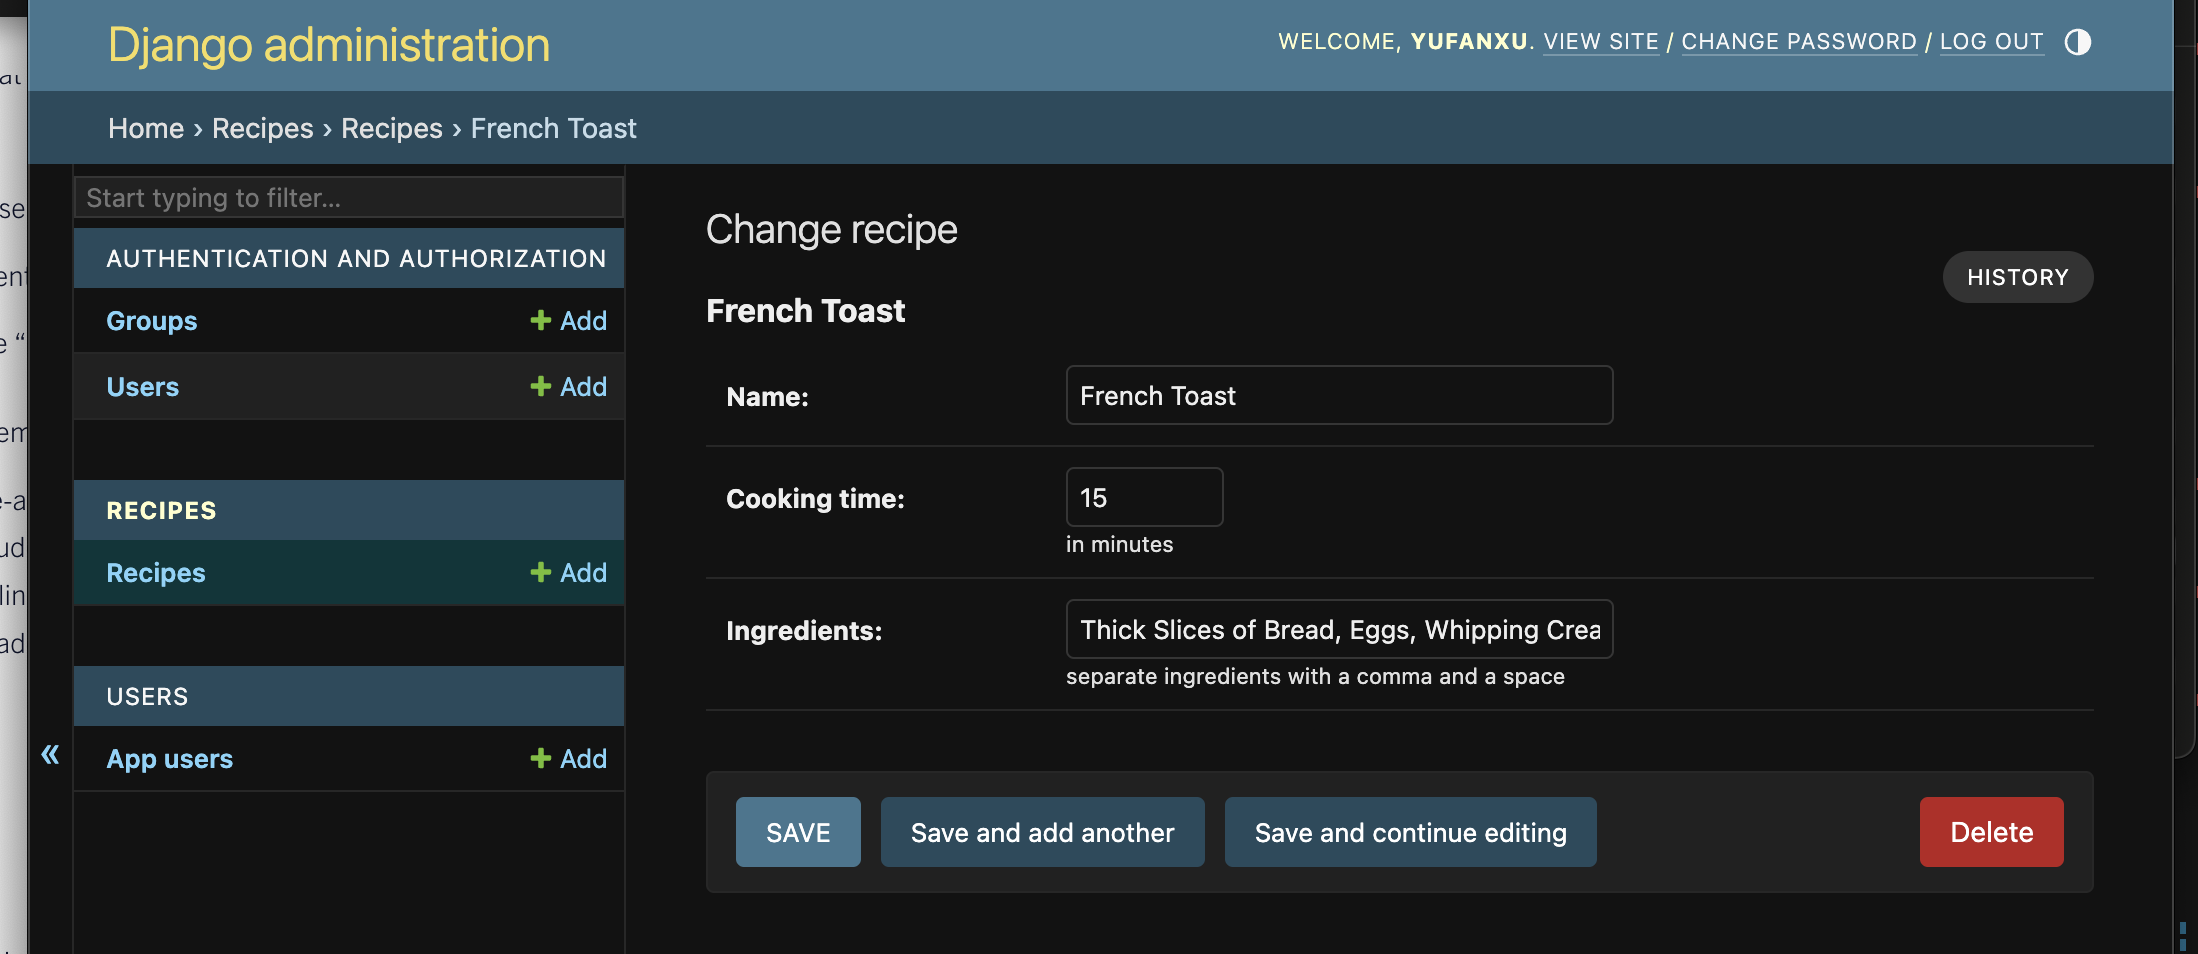 Django administration
WELCOME, YUFANXU. VIEW SITE / CHANGE PASSWORD / LOG OUT
Home › Recipes › Recipes › French Toast
Start typing to filter...
AUTHENTICATION AND AUTHORIZATION
Groups + Add
Users + Add
RECIPES
Recipes + Add
USERS
App users + Add
«
Change recipe
HISTORY
French Toast
Name: French Toast
Cooking time: 15
in minutes
Ingredients: Thick Slices of Bread, Eggs, Whipping Crea
separate ingredients with a comma and a space
SAVE Save and add another Save and continue editing Delete